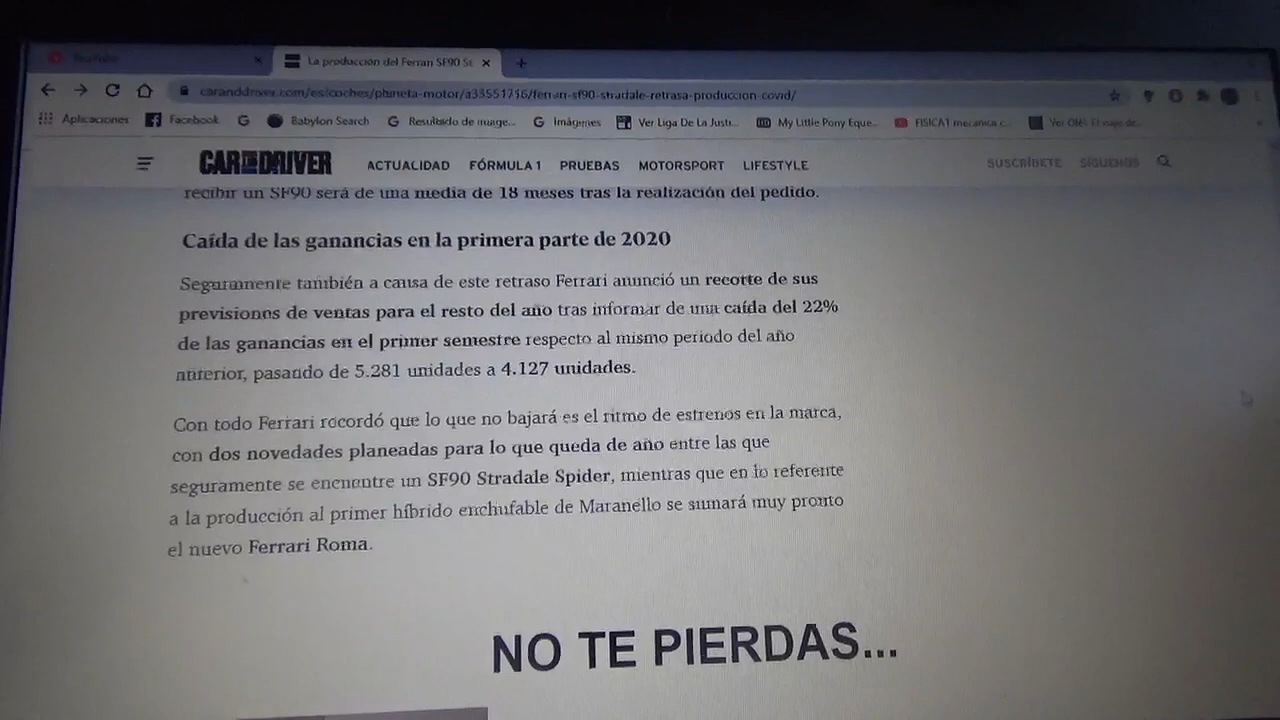 La producción del Ferrari SF90 St
caranddriver.com/es/coches/planeta-motor/a33551716/ferrari-sf90-stradale-retrasa-produccion-covid/
Aplicaciones Facebook Babylon Search Resultado de image... Imágenes Ver Liga De La Justi... My Little Pony Eque... FISICA1 mecanica c...
CAR AND DRIVER ACTUALIDAD FÓRMULA 1 PRUEBAS MOTORSPORT LIFESTYLE SUSCRÍBETE SÍGUENOS
recibir un SF90 será de una media de 18 meses tras la realización del pedido.
Caída de las ganancias en la primera parte de 2020
Seguramente también a causa de este retraso Ferrari anunció un recorte de sus
previsiones de ventas para el resto del año tras informar de una caída del 22%
de las ganancias en el primer semestre respecto al mismo periodo del año
anterior, pasando de 5.281 unidades a 4.127 unidades.
Con todo Ferrari recordó que lo que no bajará es el ritmo de estrenos en la marca,
con dos novedades planeadas para lo que queda de año entre las que
seguramente se encuentre un SF90 Stradale Spider, mientras que en lo referente
a la producción al primer híbrido enchufable de Maranello se sumará muy pronto
el nuevo Ferrari Roma.
NO TE PIERDAS...